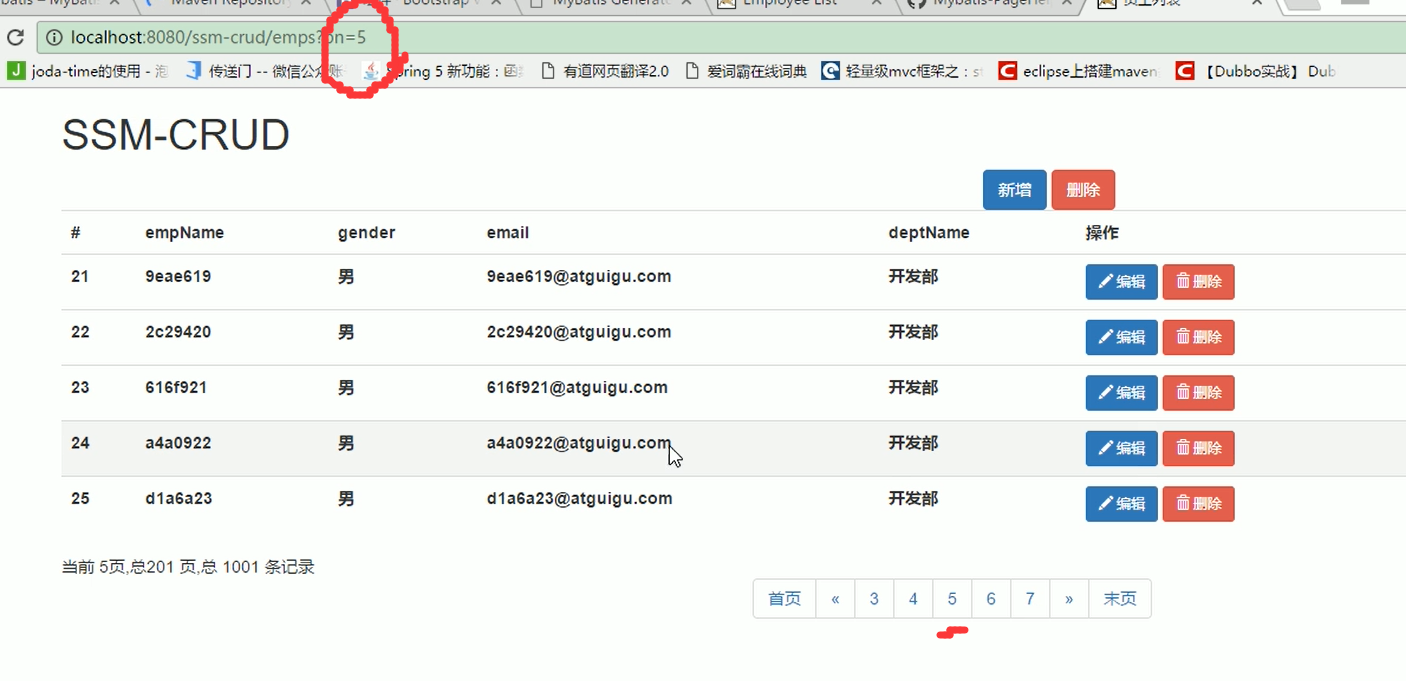 Maven Repository
Bootstrap
Mybatis Generat
Employee List
Mybatis-PageHe
员工列表
localhost:8080/ssm-crud/emps?pn=5
joda-time的使用 - 泡
传送门 -- 微信公众账
Spring 5 新功能：函
有道网页翻译2.0
爱词霸在线词典
轻量级mvc框架之：st
eclipse上搭建maven
【Dubbo实战】 Dub
SSM-CRUD
新增 删除
# empName gender email deptName 操作
21 9eae619 男 9eae619@atguigu.com 开发部 编辑 删除
22 2c29420 男 2c29420@atguigu.com 开发部 编辑 删除
23 616f921 男 616f921@atguigu.com 开发部 编辑 删除
24 a4a0922 男 a4a0922@atguigu.com 开发部 编辑 删除
25 d1a6a23 男 d1a6a23@atguigu.com 开发部 编辑 删除
当前 5页,总201 页,总 1001 条记录
首页 « 3 4 5 6 7 » 末页